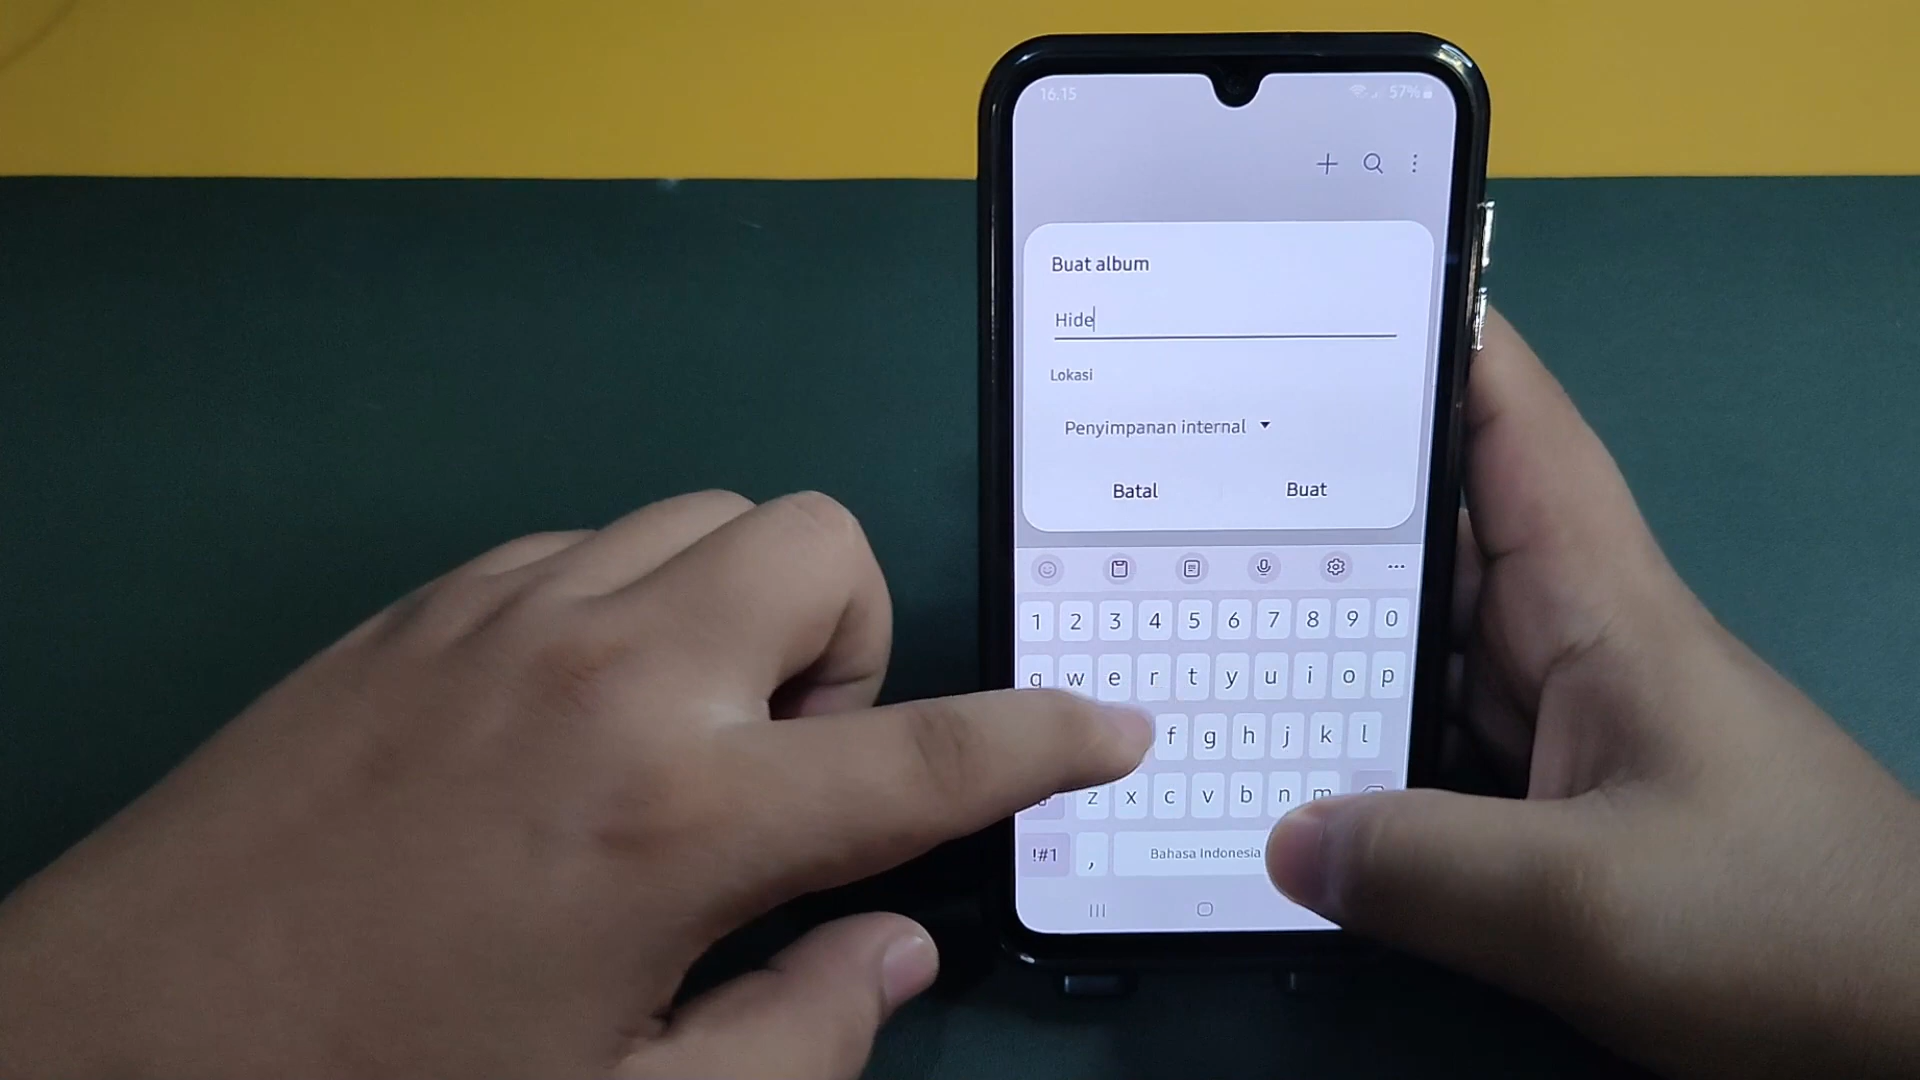 16.15 57%
Buat album
Hide
Lokasi
Penyimpanan internal
Batal Buat
1 2 3 4 5 6 7 8 9 0
q w e r t y u i o p
f g h j k l
z x c v b n m
!#1 , Bahasa Indonesia